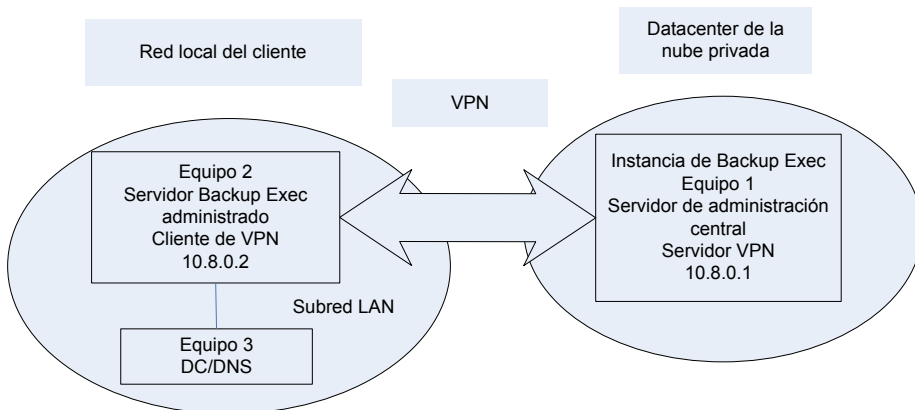 Red local del cliente
Datacenter de la
nube privada
VPN
Equipo 2
Servidor Backup Exec
administrado
Cliente de VPN
10.8.0.2
Instancia de Backup Exec
Equipo 1
Servidor de administración
central
Servidor VPN
10.8.0.1
Subred LAN
Equipo 3
DC/DNS